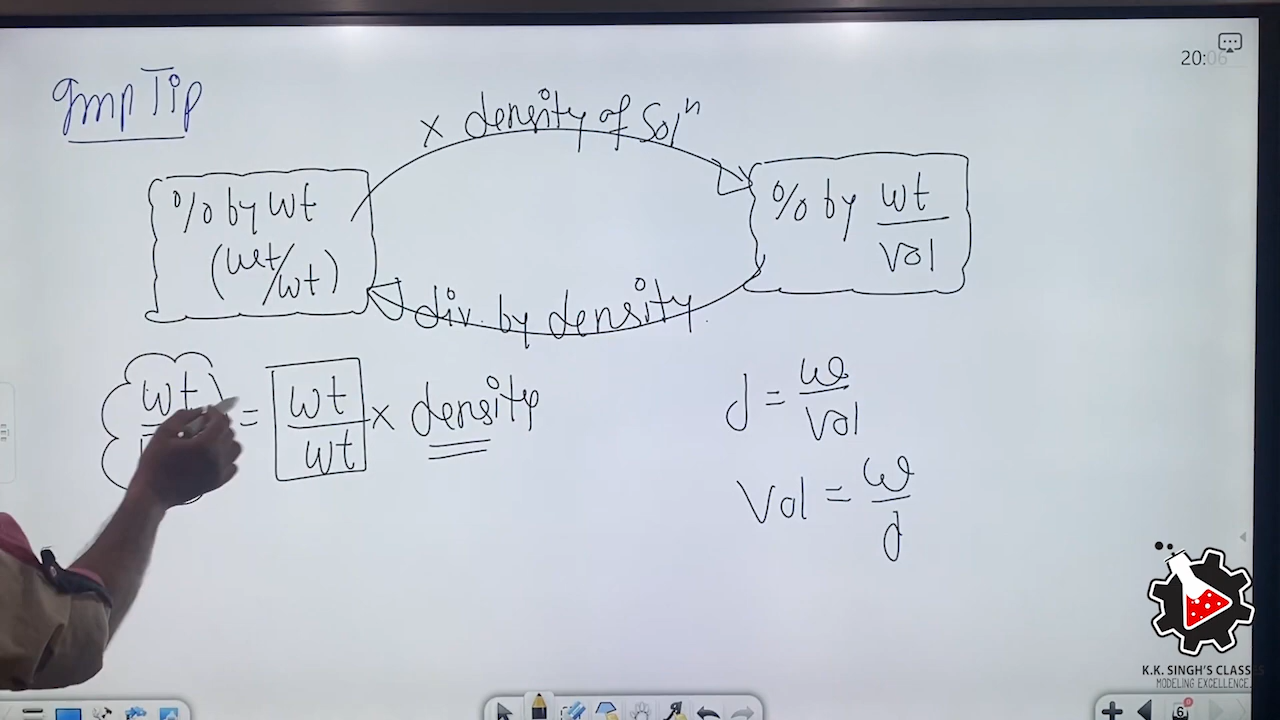 20:06
Imp Tip
× density of Solⁿ
% by wt
(wt/wt)
% by wt/vol
div. by density.
wt = wt/wt × density
d = w/vol
Vol = w/d
K.K. SINGH'S CLASSES
MODELING EXCELLENCE.
6